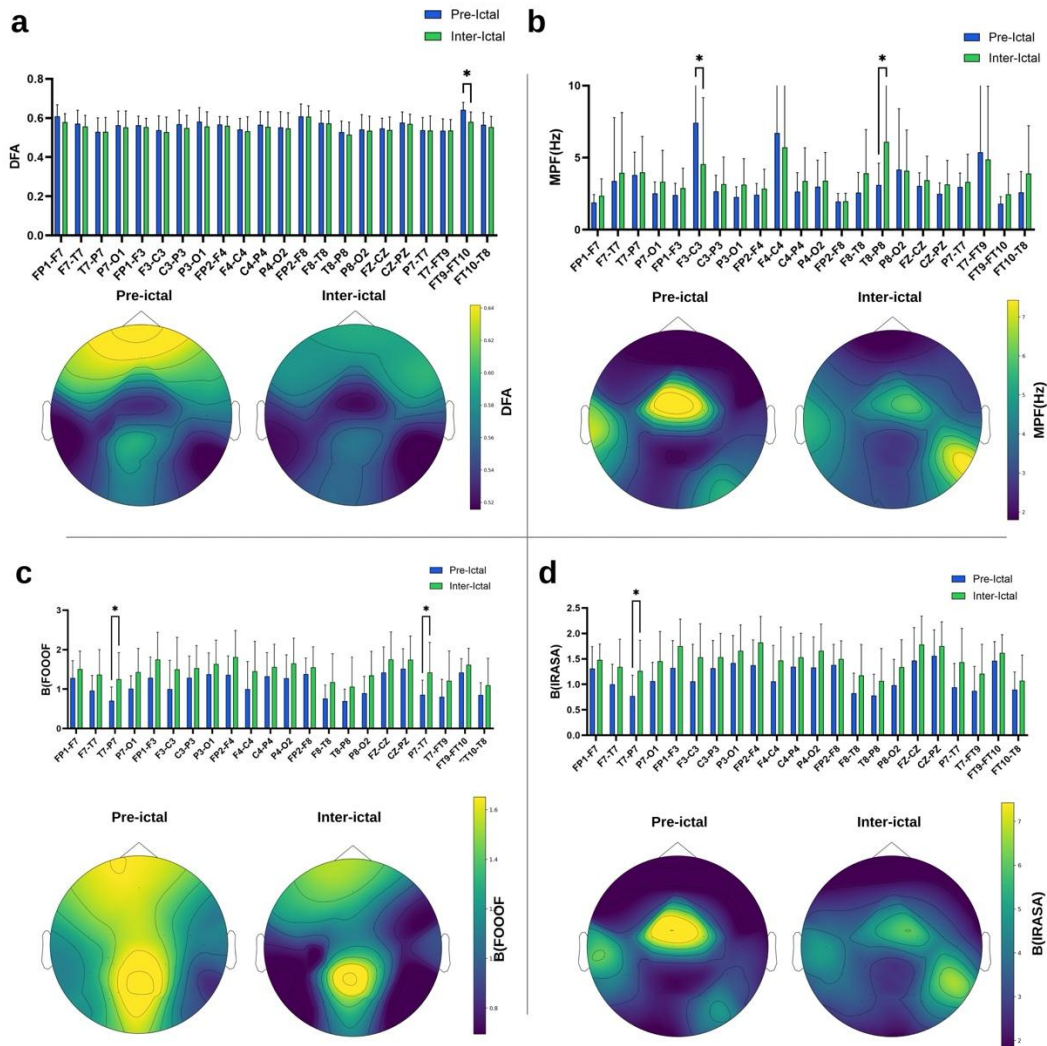 a
Pre-Ictal
Inter-Ictal
DFA
0.8
0.6
0.4
0.2
0.0
*
FP1-F7
F7-T7
T7-P7
P7-O1
FP1-F3
F3-C3
C3-P3
P3-O1
FP2-F4
F4-C4
C4-P4
P4-O2
FP2-F8
F8-T8
T8-P8
P8-O2
FZ-CZ
CZ-PZ
P7-T7
T7-FT9
FT9-FT10
FT10-T8
Pre-ictal
Inter-ictal
0.64
0.62
0.60
0.58
0.56
0.54
0.52
DFA
b
Pre-Ictal
Inter-Ictal
MPF(Hz)
10
5
0
*
*
FP1-F7
F7-T7
T7-P7
P7-O1
FP1-F3
F3-C3
C3-P3
P3-O1
FP2-F4
F4-C4
C4-P4
P4-O2
FP2-F8
F8-T8
T8-P8
P8-O2
FZ-CZ
CZ-PZ
P7-T7
T7-FT9
FT9-FT10
FT10-T8
Pre-ictal
Inter-ictal
7
6
5
4
3
2
MPF(Hz)
c
Pre-Ictal
Inter-Ictal
B(FOOOF
3
2
1
0
*
*
FP1-F7
F7-T7
T7-P7
P7-O1
FP1-F3
F3-C3
C3-P3
P3-O1
FP2-F4
F4-C4
C4-P4
P4-O2
FP2-F8
F8-T8
T8-P8
P8-O2
FZ-CZ
CZ-PZ
P7-T7
T7-FT9
FT9-FT10
T10-T8
Pre-ictal
Inter-ictal
1.6
1.4
1.2
0.8
B(FOOOF
d
Pre-Ictal
Inter-Ictal
B(IRASA)
2.5
2.0
1.5
1.0
0.5
0.0
*
FP1-F7
F7-T7
T7-P7
P7-O1
FP1-F3
F3-C3
C3-P3
P3-O1
FP2-F4
F4-C4
C4-P4
P4-O2
FP2-F8
F8-T8
T8-P8
P8-O2
FZ-CZ
CZ-PZ
P7-T7
T7-FT9
FT9-FT10
FT10-T8
Pre-ictal
Inter-ictal
7
6
5
4
3
2
B(IRASA)